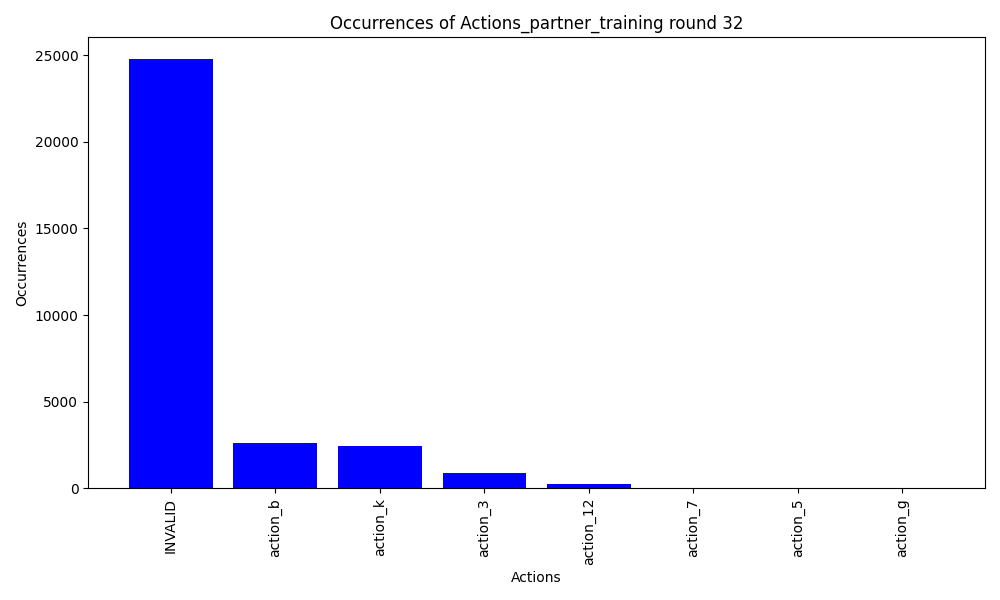 Occurrences of Actions_partner_training round 32
Occurrences
25000
20000
15000
10000
5000
0
INVALID
action_b
action_k
action_3
action_12
action_7
action_5
action_g
Actions